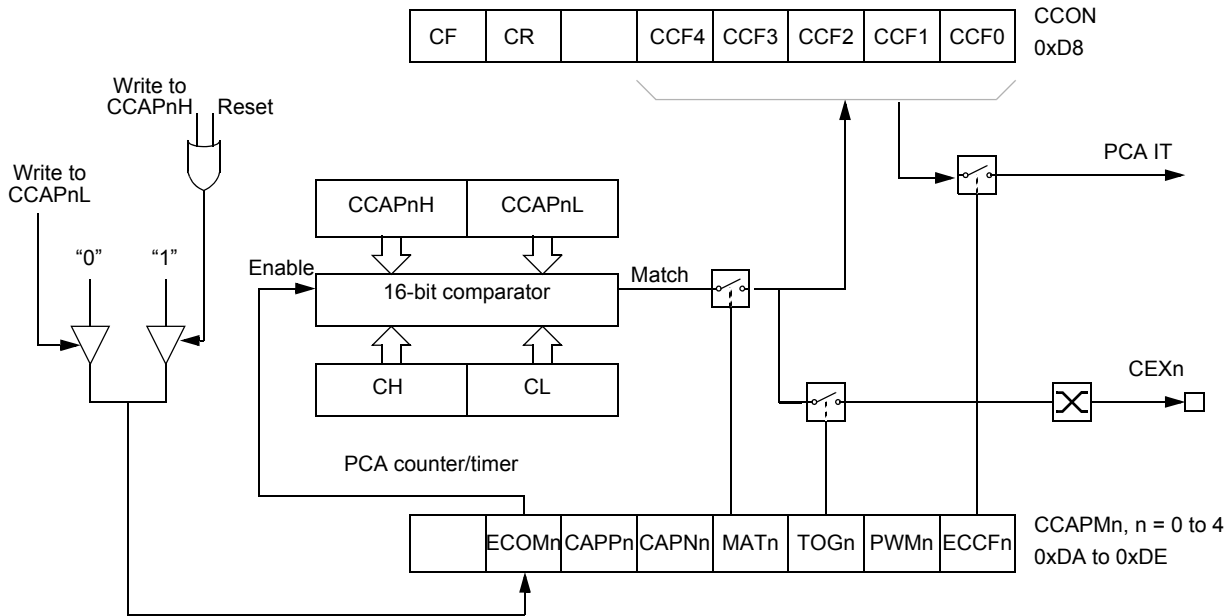 CF CR CCF4 CCF3 CCF2 CCF1 CCF0
CCON
0xD8
Write to
CCAPnH
Reset
Write to
CCAPnL
“0”
“1”
PCA IT
CCAPnH CCAPnL
Enable
16-bit comparator
Match
CH CL
CEXn
PCA counter/timer
ECOMn CAPPn CAPNn MATn TOGn PWMn ECCFn
CCAPMn, n = 0 to 4
0xDA to 0xDE